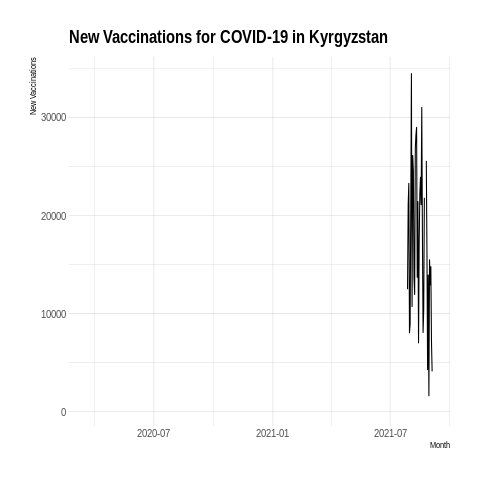 New Vaccinations for COVID-19 in Kyrgyzstan
New Vaccinations
30000
20000
10000
0
2020-07
2021-01
2021-07
Month